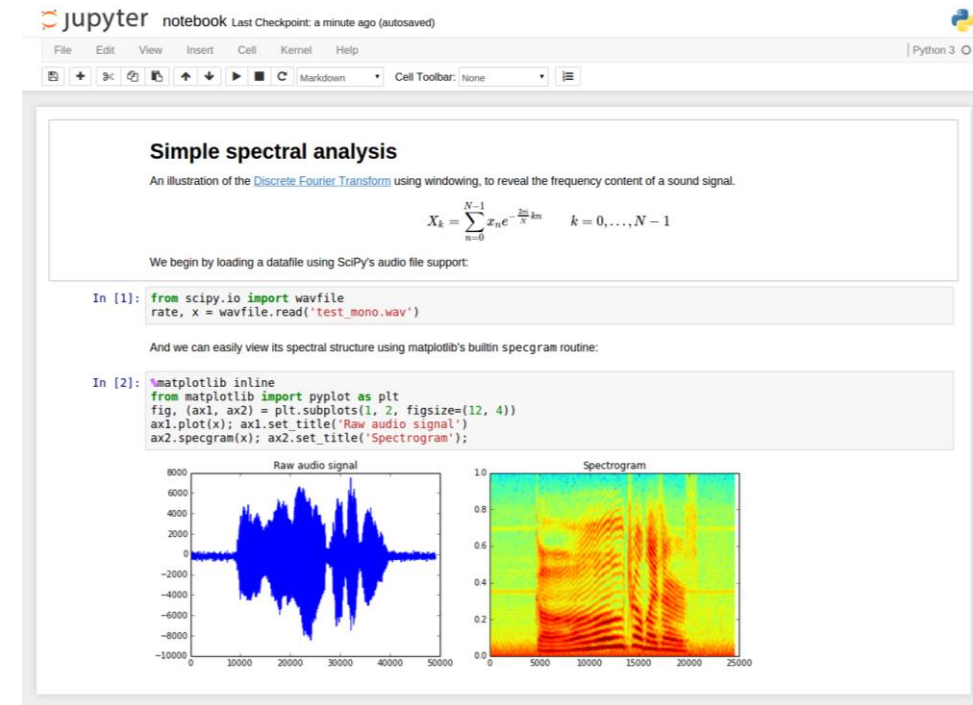 jupyter notebook Last Checkpoint: a minute ago (autosaved)
File Edit View Insert Cell Kernel Help Python 3
Markdown Cell Toolbar: None
Simple spectral analysis
An illustration of the Discrete Fourier Transform using windowing, to reveal the frequency content of a sound signal.
X_k = \sum_{n=0}^{N-1} x_n e^{-\frac{2\pi i}{N} kn} k = 0, . . . , N − 1
We begin by loading a datafile using SciPy's audio file support:
In [1]: from scipy.io import wavfile
rate, x = wavfile.read('test_mono.wav')
And we can easily view its spectral structure using matplotlib's builtin specgram routine:
In [2]: %matplotlib inline
from matplotlib import pyplot as plt
fig, (ax1, ax2) = plt.subplots(1, 2, figsize=(12, 4))
ax1.plot(x); ax1.set_title('Raw audio signal')
ax2.specgram(x); ax2.set_title('Spectrogram');
Raw audio signal
8000
6000
4000
2000
0
−2000
−4000
−6000
−8000
−10000
0 10000 20000 30000 40000 50000
Spectrogram
1.0
0.8
0.6
0.4
0.2
0.0
0 5000 10000 15000 20000 25000